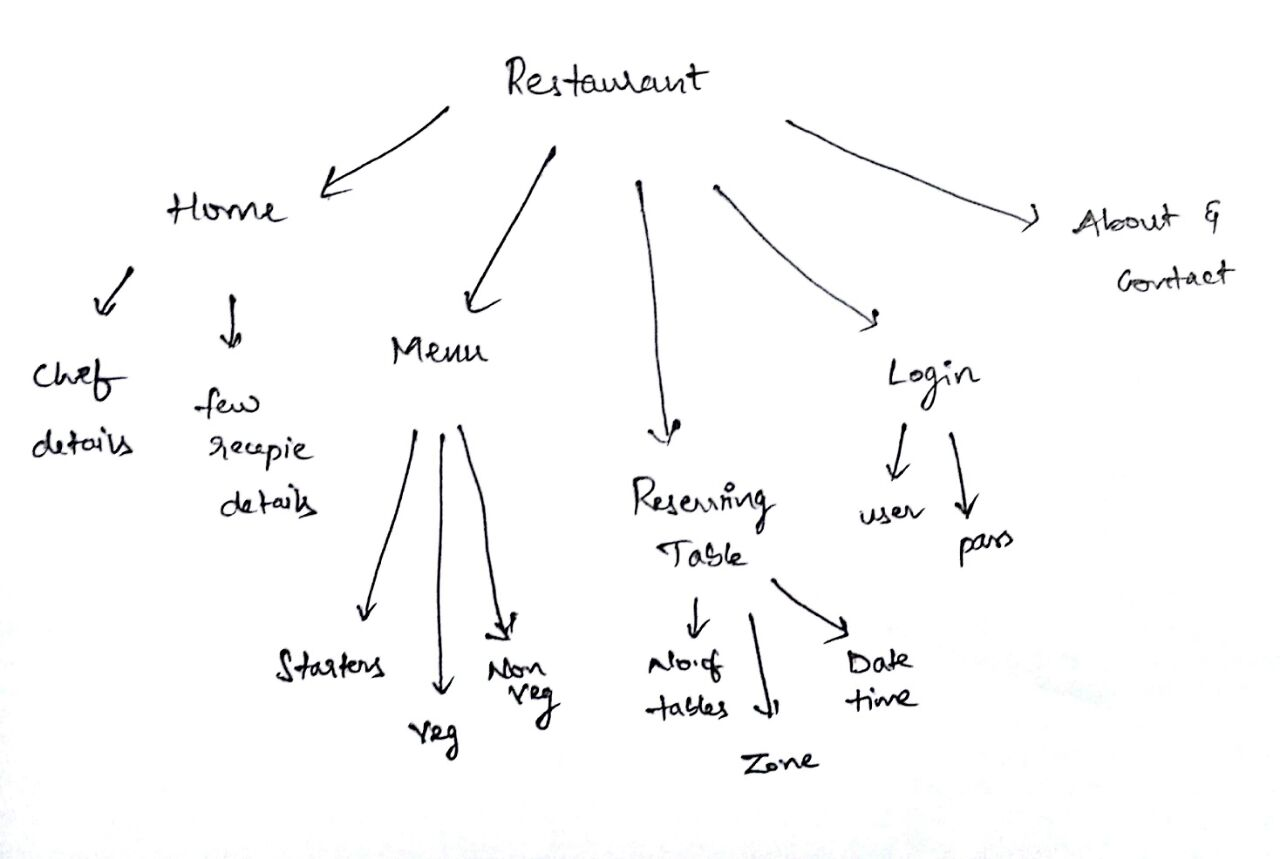 Restaurant
Home
About &
Contact
Menu
Login
Chef
details
few
recepie
details
Reserving
Table
user
pass
Starters
Veg
Non
veg
No. of
tables
Zone
Date
time